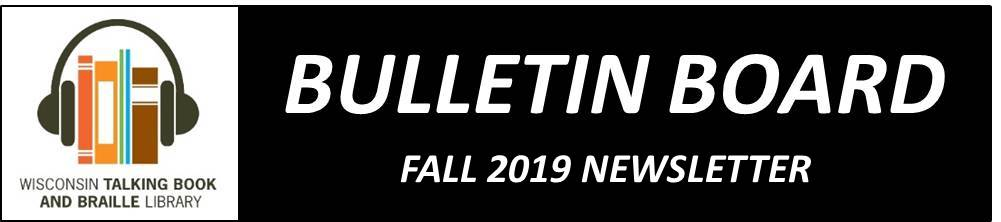 WISCONSIN TALKING BOOK
AND BRAILLE LIBRARY
BULLETIN BOARD
FALL 2019 NEWSLETTER